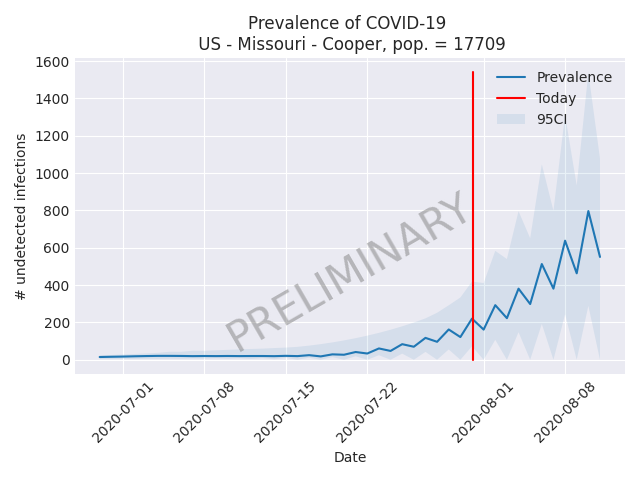 Prevalence of COVID-19
US - Missouri - Cooper, pop. = 17709
# undetected infections
1600
1400
1200
1000
800
600
400
200
0
Prevalence
Today
95CI
PRELIMINARY
2020-07-01
2020-07-08
2020-07-15
2020-07-22
2020-08-01
2020-08-08
Date